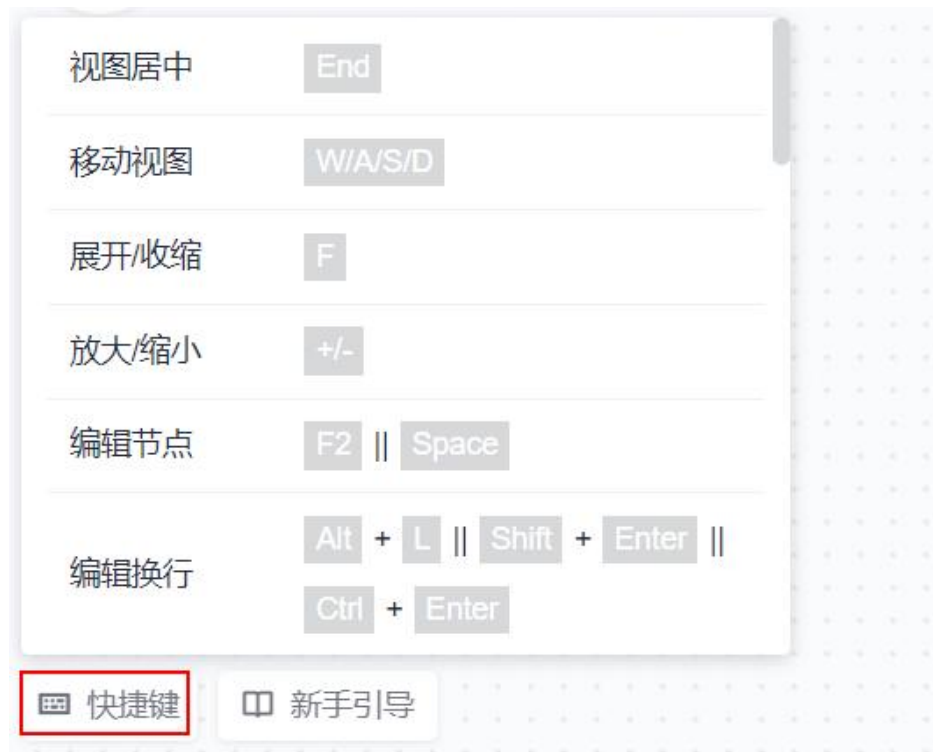 视图居中 End
移动视图 W/A/S/D
展开/收缩 F
放大/缩小 +/-
编辑节点 F2 || Space
编辑换行 Alt + L || Shift + Enter ||
Ctrl + Enter
快捷键 新手引导